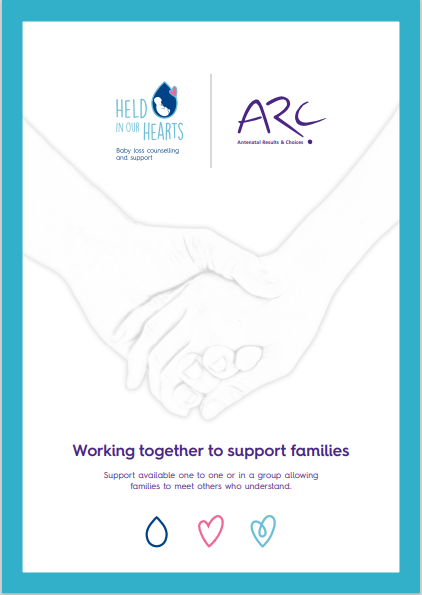 HELD
IN OUR HEARTS
Baby loss counselling
and support
ARC
Antenatal Results & Choices
Working together to support families
Support available one to one or in a group allowing
families to meet others who understand.